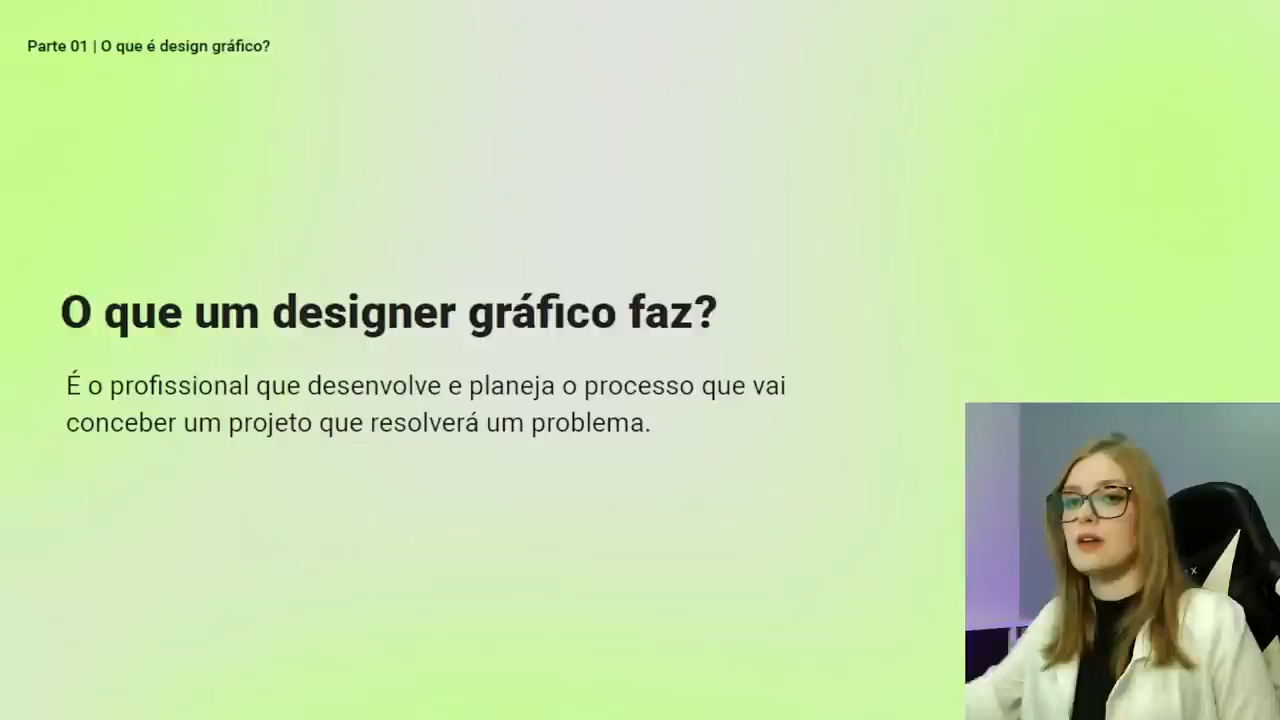 Parte 01 | O que é design gráfico?
O que um designer gráfico faz?
É o profissional que desenvolve e planeja o processo que vai
conceber um projeto que resolverá um problema.